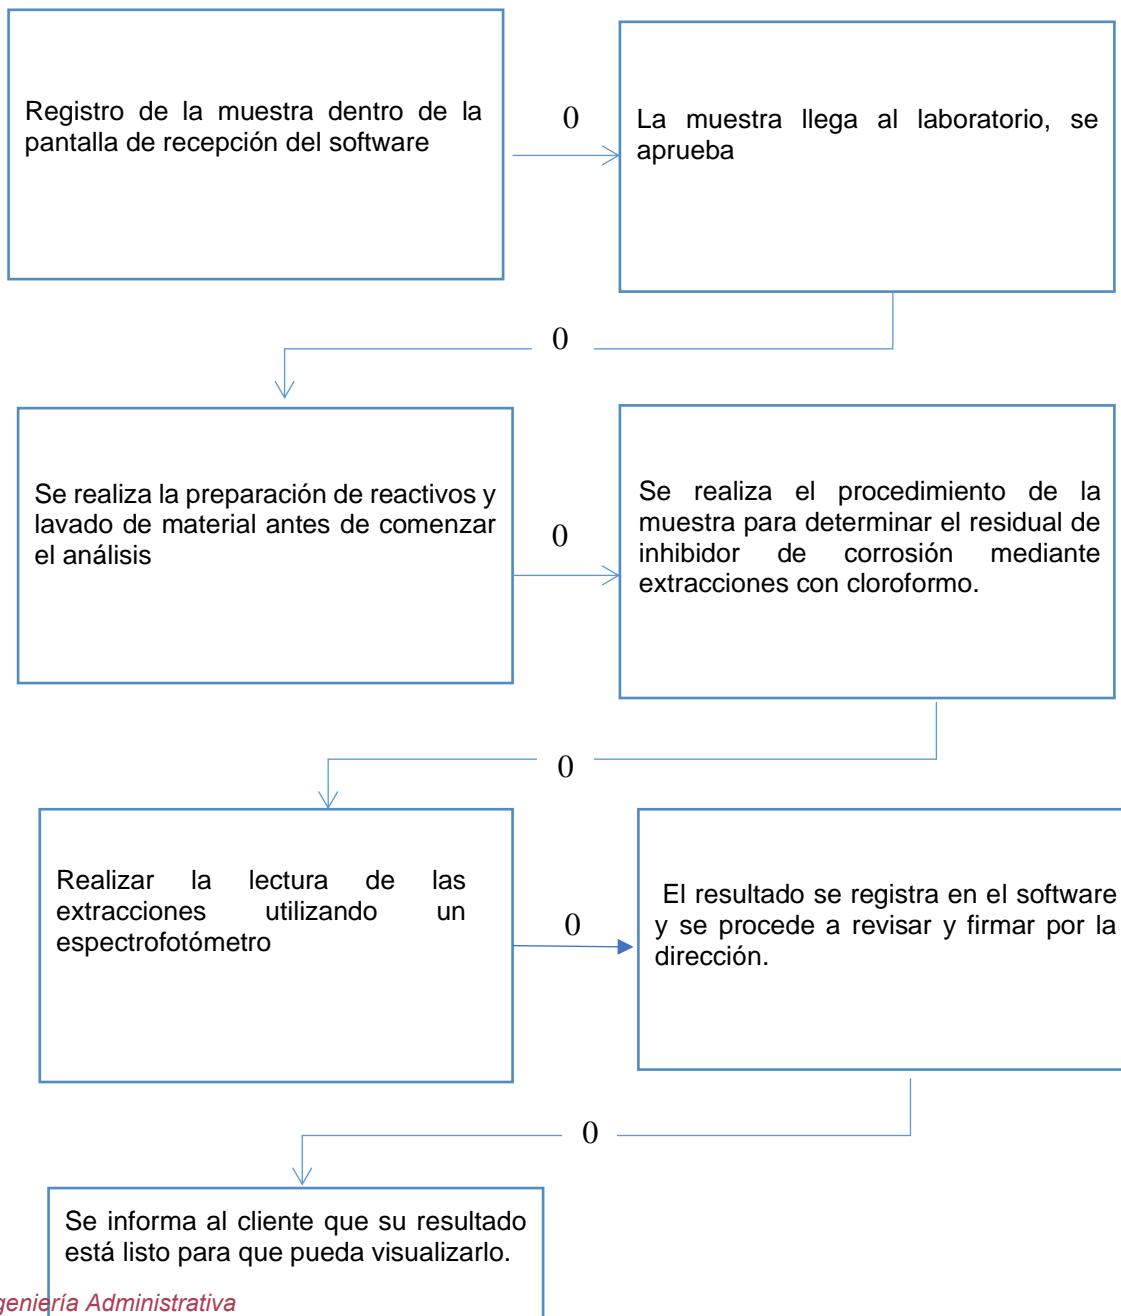 Registro de la muestra dentro de la
pantalla de recepción del software
0
La muestra llega al laboratorio, se
aprueba
0
Se realiza la preparación de reactivos y
lavado de material antes de comenzar
el análisis
0
Se realiza el procedimiento de la
muestra para determinar el residual de
inhibidor de corrosión mediante
extracciones con cloroformo.
0
Realizar la lectura de las
extracciones utilizando un
espectrofotómetro
0
El resultado se registra en el software
y se procede a revisar y firmar por la
dirección.
0
Se informa al cliente que su resultado
está listo para que pueda visualizarlo.
geniería Administrativa